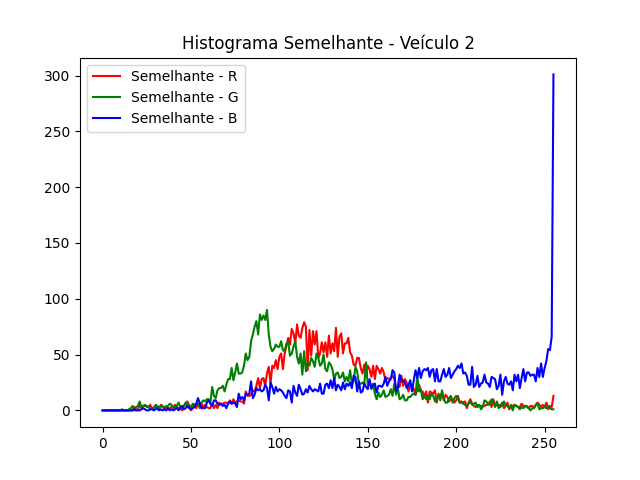 Histograma Semelhante - Veículo 2
Semelhante - R
Semelhante - G
Semelhante - B
300
250
200
150
100
50
0
0 50 100 150 200 250